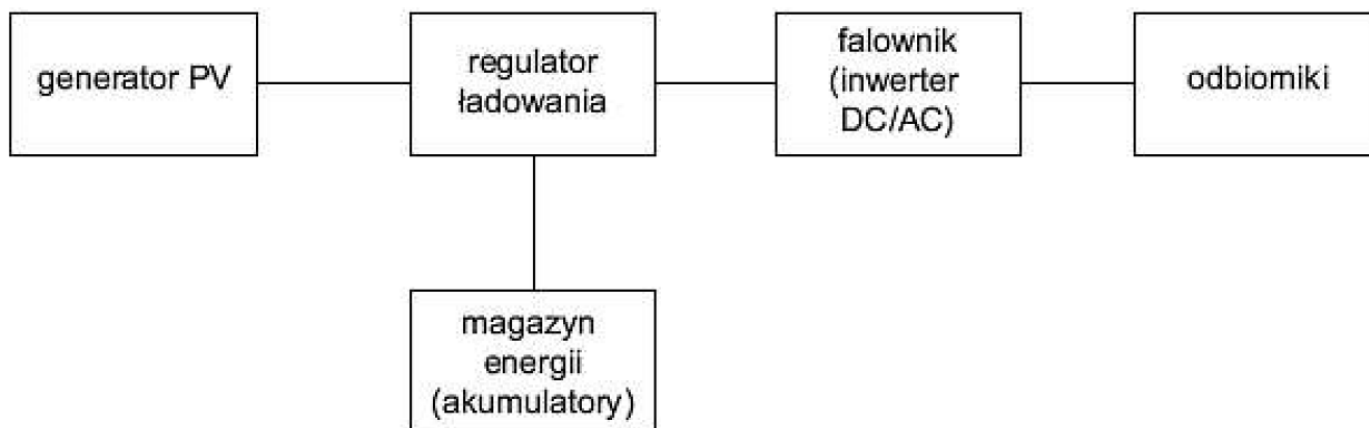 generator PV
regulator
ładowania
falownik
(inwerter
DC/AC)
odbiorniki
magazyn
energii
(akumulatory)